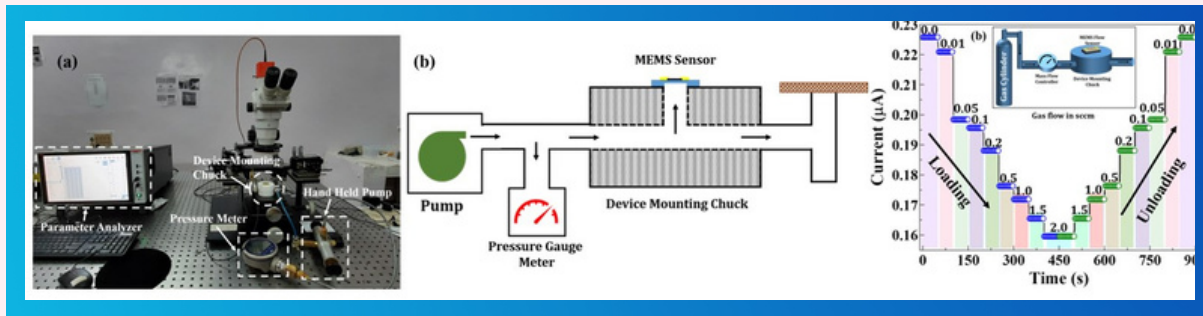 (a)
Device Mounting
Chuck
Hand Held Pump
Parameter Analyzer
Pressure Meter
(b)
MEMS Sensor
Pump
Pressure Gauge
Meter
Device Mounting Chuck
(b)
MEMS Flow
Sensor
Gas Cylinder
Mass Flow
Controller
Device Mounting
Chuck
Gas flow in sccm
Current (µA)
0.23
0.22
0.21
0.20
0.19
0.18
0.17
0.16
0.0
0.01
0.05
0.1
0.2
0.5
1.0
1.5
2.0
1.5
1.0
0.5
0.2
0.1
0.05
0.01
0.0
Loading
Unloading
0 150 300 450 600 750 90
Time (s)